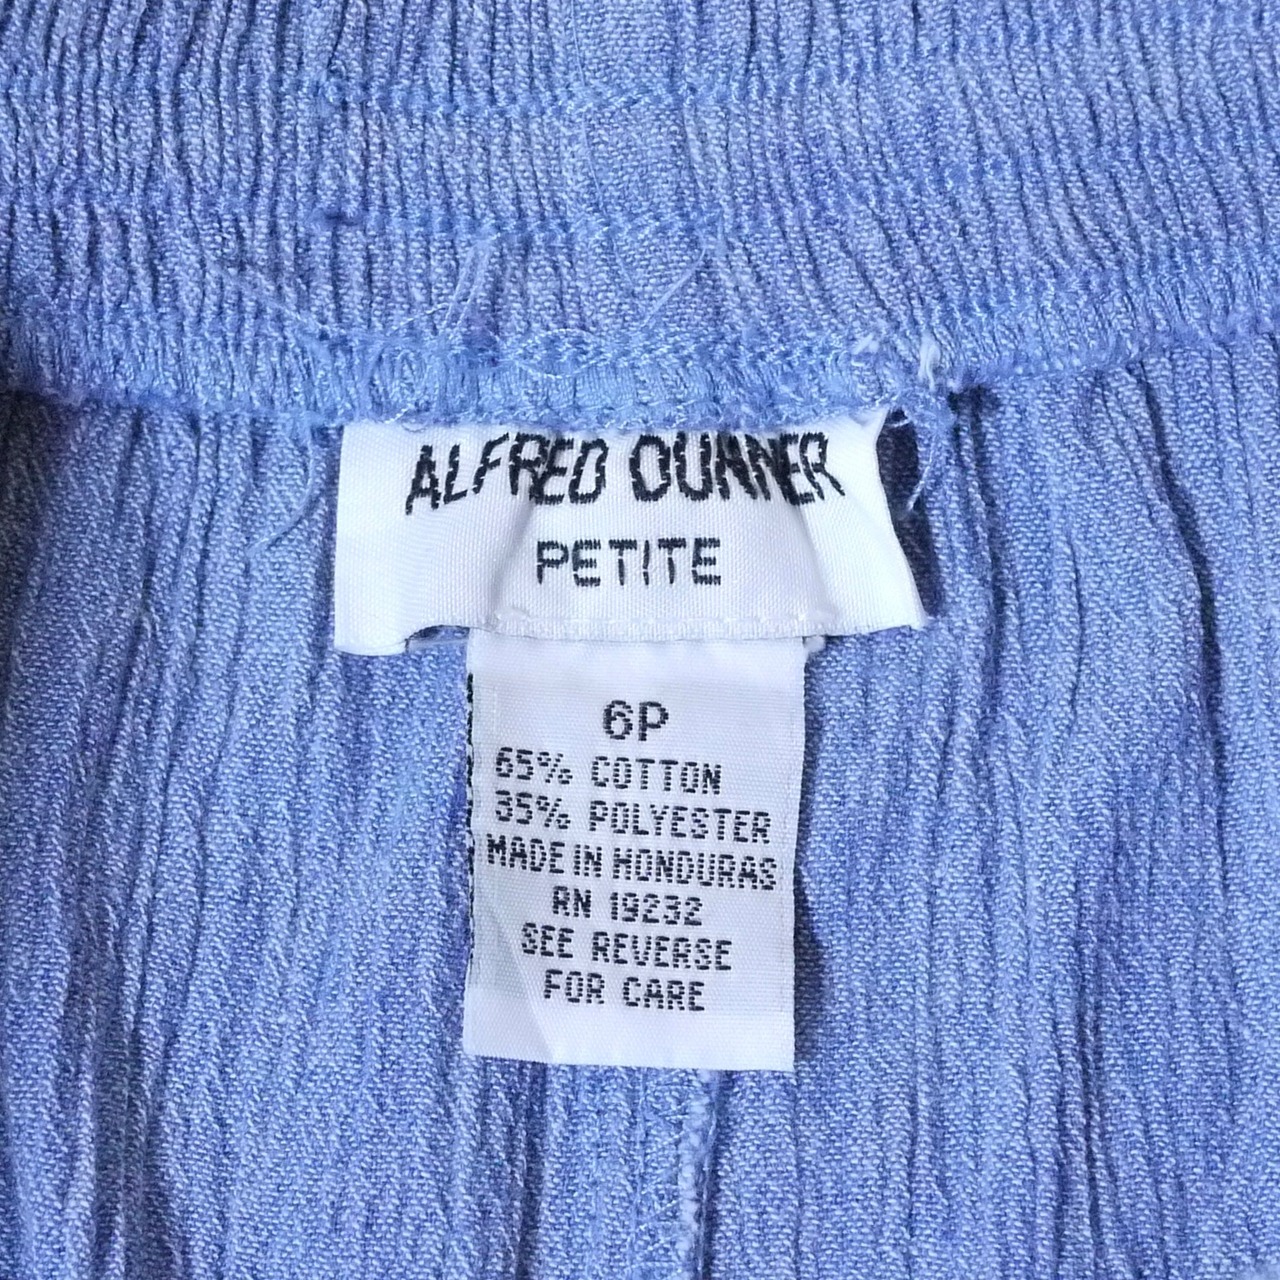 ALFRED DUNNER
PETITE
6P
65% COTTON
35% POLYESTER
MADE IN HONDURAS
RN 19232
SEE REVERSE
FOR CARE